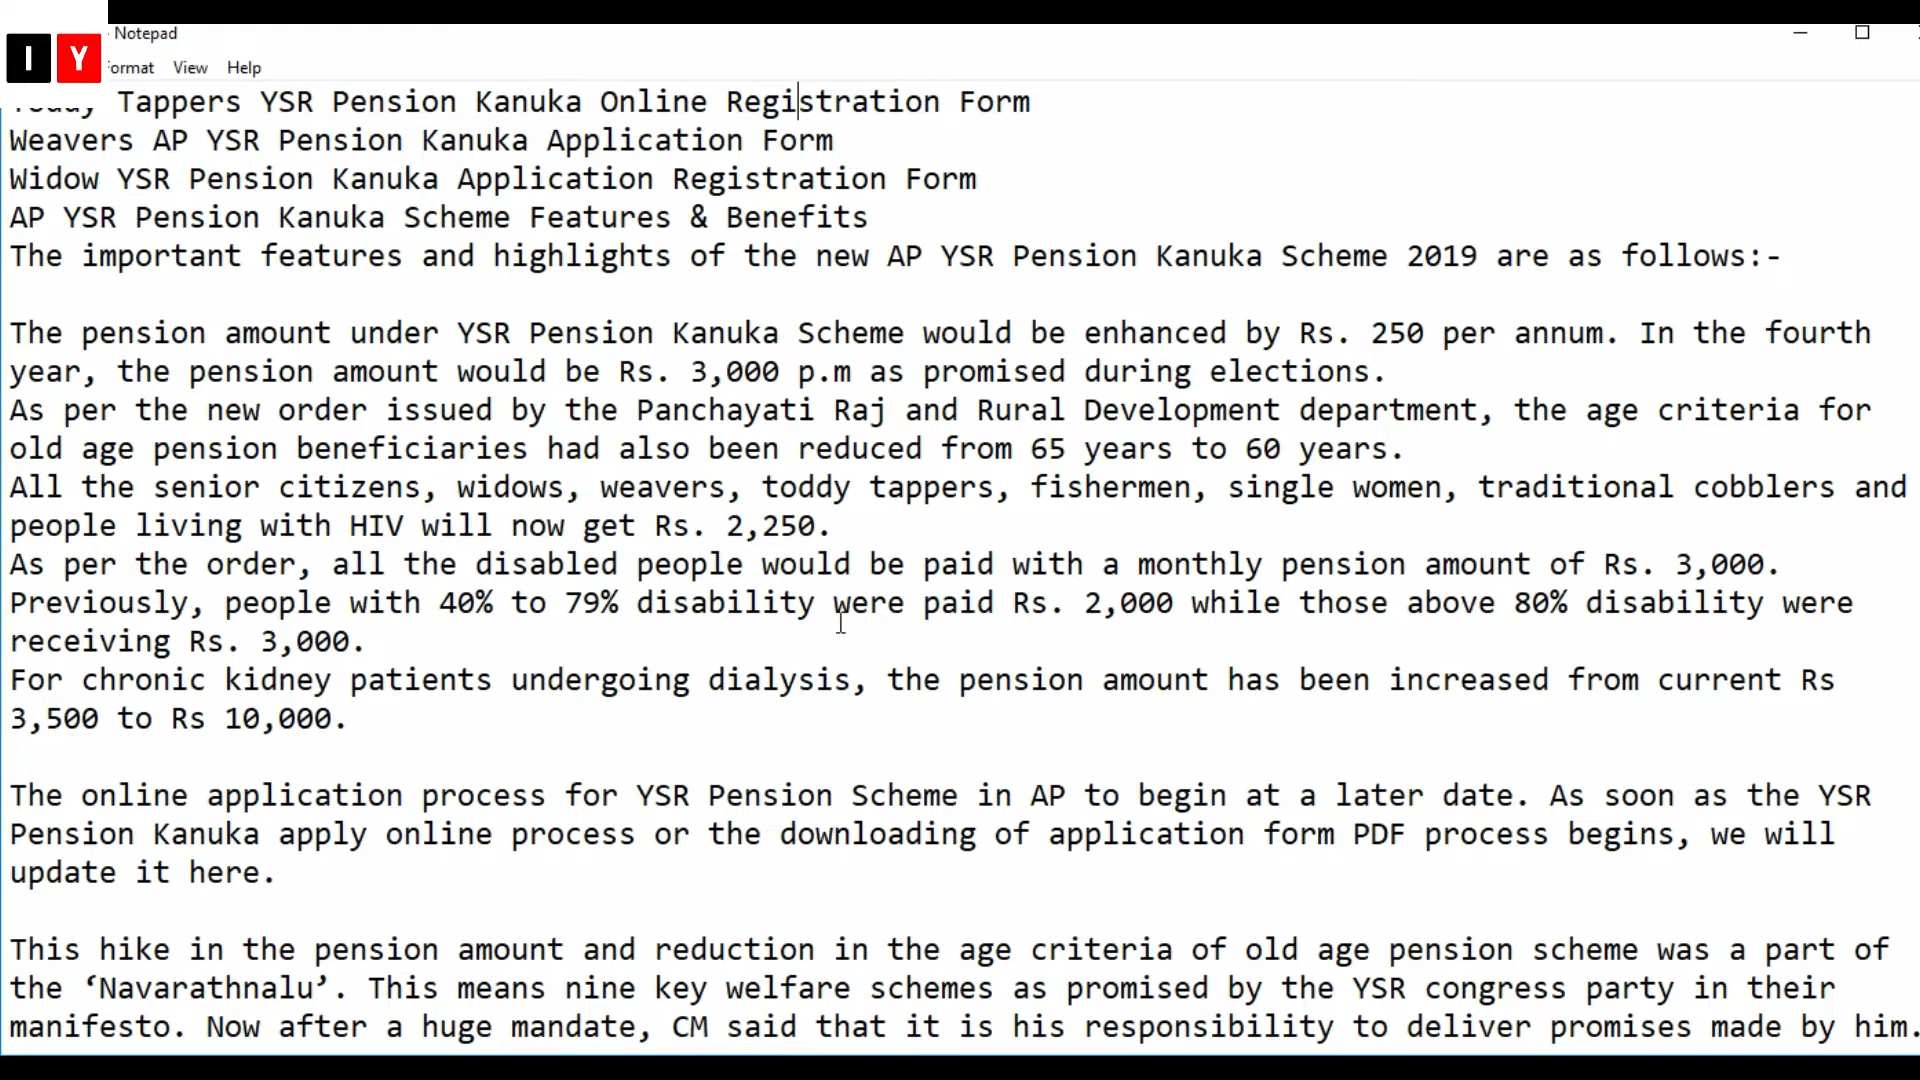 I Y
- Notepad
Format View Help
Toddy Tappers YSR Pension Kanuka Online Registration Form
Weavers AP YSR Pension Kanuka Application Form
Widow YSR Pension Kanuka Application Registration Form
AP YSR Pension Kanuka Scheme Features & Benefits
The important features and highlights of the new AP YSR Pension Kanuka Scheme 2019 are as follows:-
The pension amount under YSR Pension Kanuka Scheme would be enhanced by Rs. 250 per annum. In the fourth
year, the pension amount would be Rs. 3,000 p.m as promised during elections.
As per the new order issued by the Panchayati Raj and Rural Development department, the age criteria for
old age pension beneficiaries had also been reduced from 65 years to 60 years.
All the senior citizens, widows, weavers, toddy tappers, fishermen, single women, traditional cobblers and
people living with HIV will now get Rs. 2,250.
As per the order, all the disabled people would be paid with a monthly pension amount of Rs. 3,000.
Previously, people with 40% to 79% disability were paid Rs. 2,000 while those above 80% disability were
receiving Rs. 3,000.
For chronic kidney patients undergoing dialysis, the pension amount has been increased from current Rs
3,500 to Rs 10,000.
The online application process for YSR Pension Scheme in AP to begin at a later date. As soon as the YSR
Pension Kanuka apply online process or the downloading of application form PDF process begins, we will
update it here.
This hike in the pension amount and reduction in the age criteria of old age pension scheme was a part of
the ‘Navarathnalu’. This means nine key welfare schemes as promised by the YSR congress party in their
manifesto. Now after a huge mandate, CM said that it is his responsibility to deliver promises made by him.